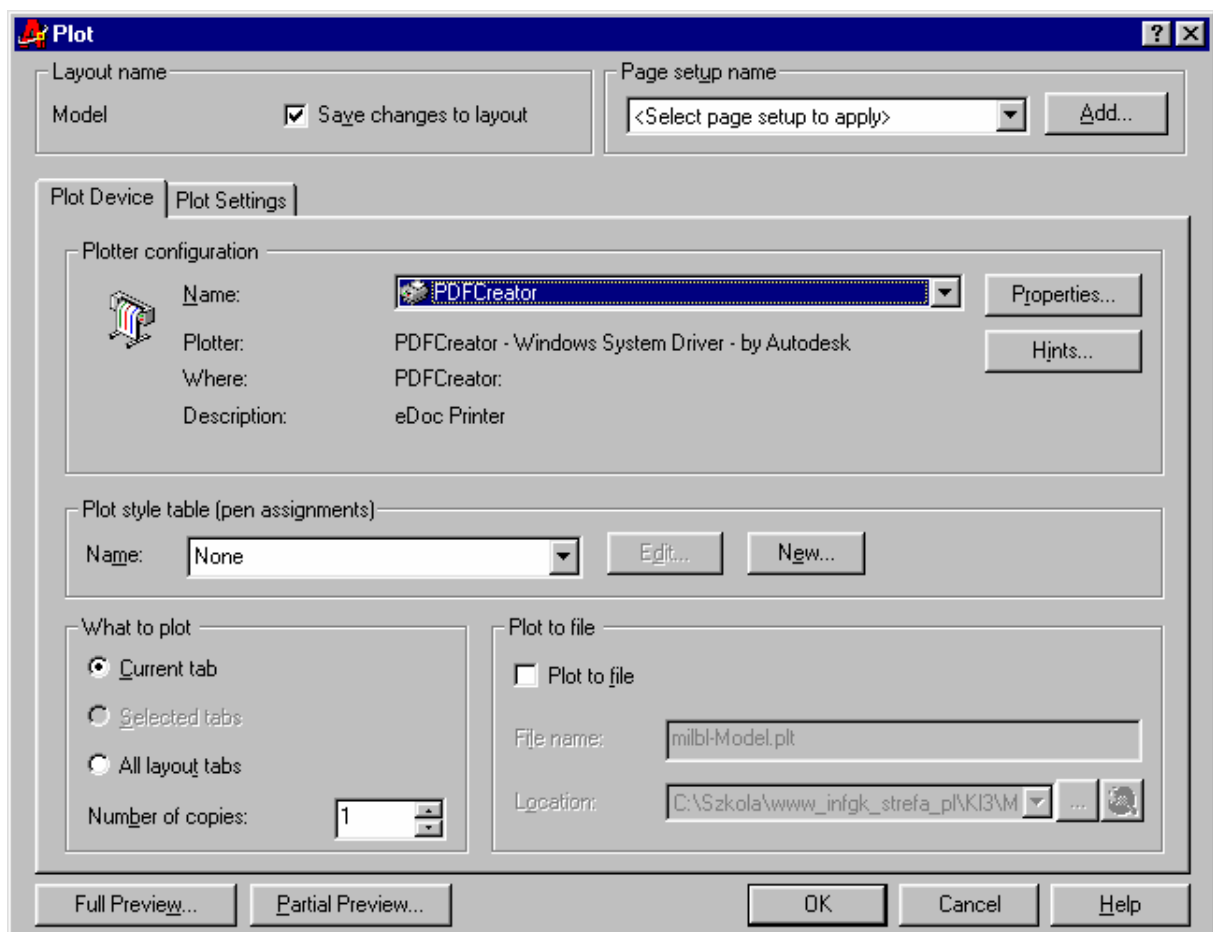 Plot
Layout name
Model
Save changes to layout
Page setup name
<Select page setup to apply>
Add...
Plot Device
Plot Settings
Plotter configuration
Name:
PDFCreator
Properties...
Plotter:
PDFCreator - Windows System Driver - by Autodesk
Hints...
Where:
PDFCreator:
Description:
eDoc Printer
Plot style table (pen assignments)
Name:
None
Edit...
New...
What to plot
Current tab
Selected tabs
All layout tabs
Number of copies:
1
Plot to file
Plot to file
File name:
milbl-Model.plt
Location:
C:\Szkola\www_infgk_strefa_pl\KI3\M
...
Full Preview...
Partial Preview...
OK
Cancel
Help